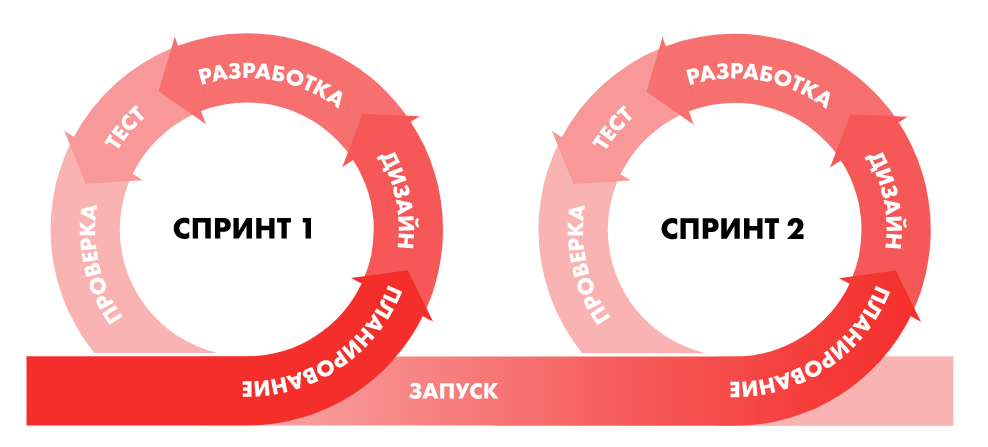 СПРИНТ 1
ПЛАНИРОВАНИЕ
ДИЗАЙН
РАЗРАБОТКА
ТЕСТ
ПРОВЕРКА
ЗАПУСК
СПРИНТ 2
ПЛАНИРОВАНИЕ
ДИЗАЙН
РАЗРАБОТКА
ТЕСТ
ПРОВЕРКА